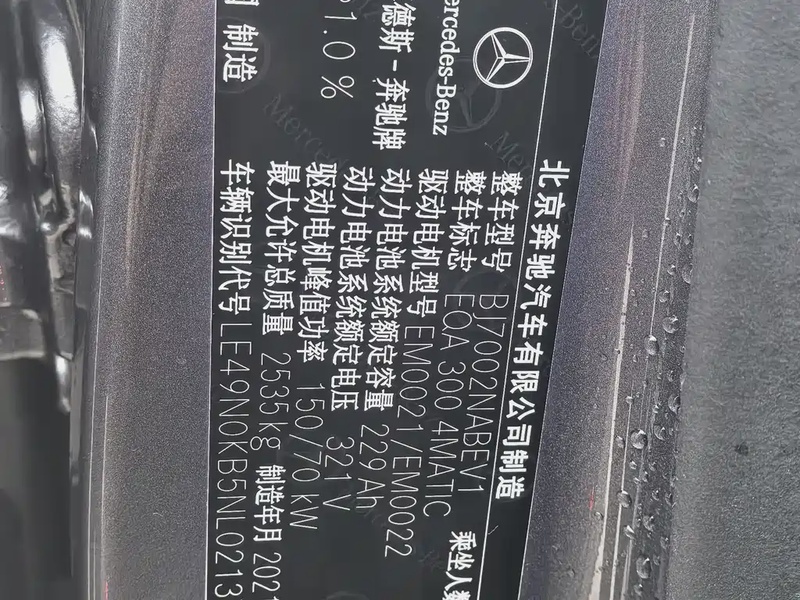 北京奔驰汽车有限公司制造
Mercedes-Benz
德斯-奔驰牌
整车型号 BJ7002NABEV1
整车标志 EQA 300 4MATIC 乘坐人数
驱动电机型号 EM0021/EM0022
动力电池系统额定容量 229Ah
动力电池系统额定电压 321V
驱动电机峰值功率 150/70 kW
最大允许总质量 2535kg 制造年月 202
车辆识别代号 LE49N0KB5NL0213
1.0 %
月 制造